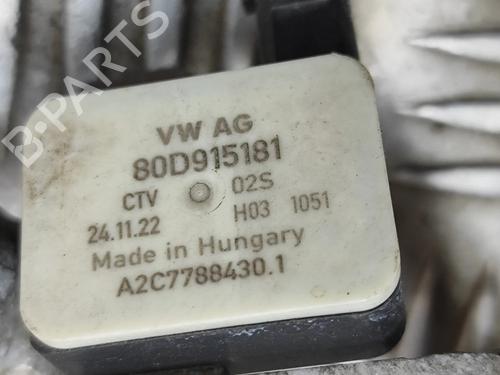 B-PARTS
VW AG
80D915181
CTV 02S
24.11.22 H03 1051
Made in Hungary
A2C7788430.1